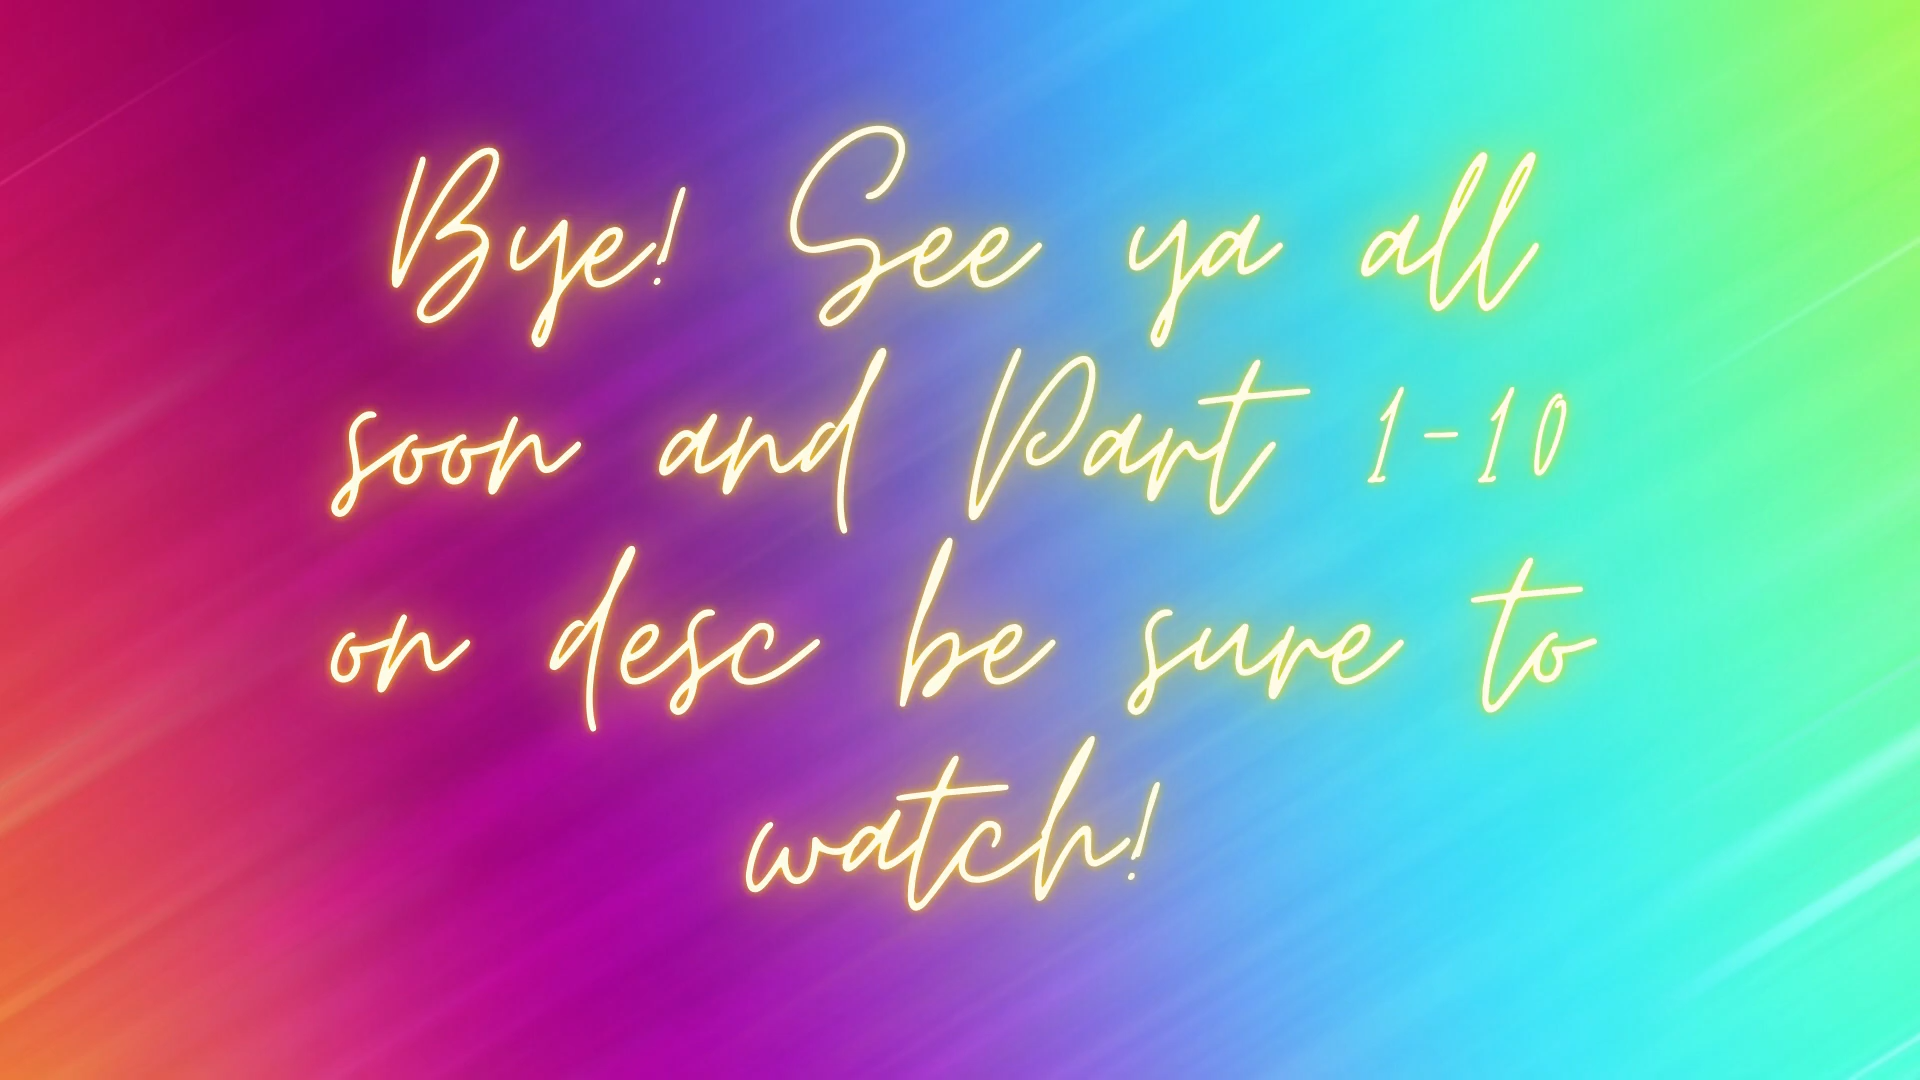 Bye! See ya all
soon and Part 1-10
on desc be sure to
watch!